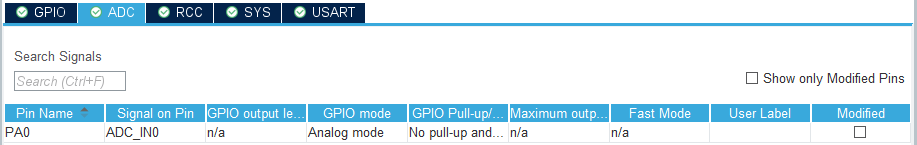 GPIO ADC RCC SYS USART
Search Signals
Search (Ctrl+F)
Show only Modified Pins
Pin Name Signal on Pin GPIO output le... GPIO mode GPIO Pull-up/... Maximum outp... Fast Mode User Label Modified
PA0 ADC_IN0 n/a Analog mode No pull-up and... n/a n/a